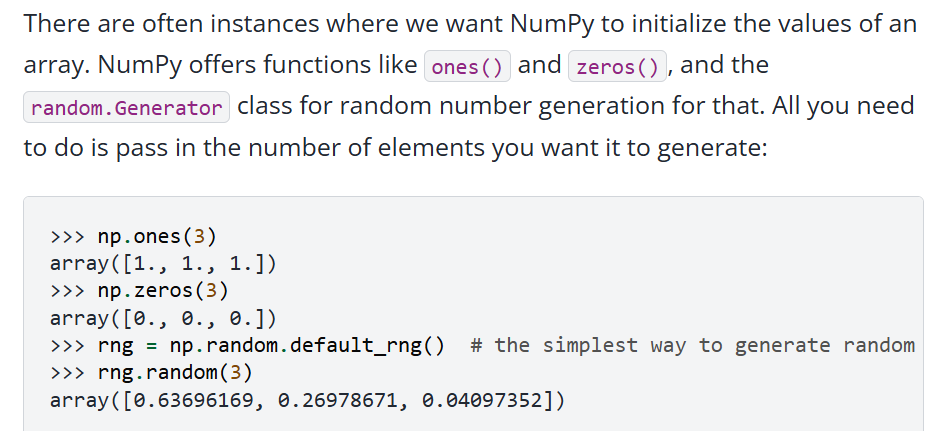 There are often instances where we want NumPy to initialize the values of an
array. NumPy offers functions like ones() and zeros(), and the
random.Generator class for random number generation for that. All you need
to do is pass in the number of elements you want it to generate:
>>> np.ones(3)
array([1., 1., 1.])
>>> np.zeros(3)
array([0., 0., 0.])
>>> rng = np.random.default_rng()  # the simplest way to generate random
>>> rng.random(3)
array([0.63696169, 0.26978671, 0.04097352])